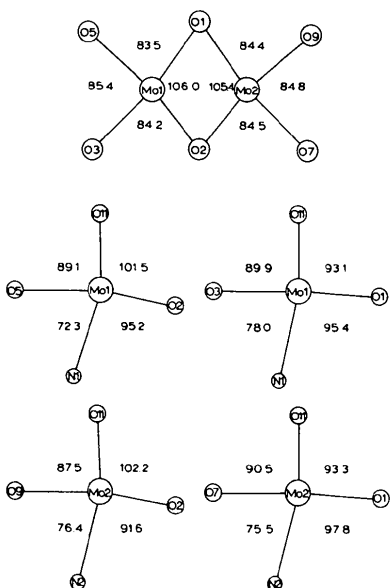 O1
O5 O9
83.5 84.4
85.4 Mo1 106.0 105.4 Mo2 84.8
84.2 84.5
O3 O2 O7
O11 O11
89.1 101.5 89.9 93.1
O5 Mo1 O2 O3 Mo1 O1
72.3 95.2 78.0 95.4
N1 N1
O11 O11
87.5 102.2 90.5 93.3
O9 Mo2 O2 O7 Mo2 O1
76.4 91.6 75.5 97.8
N2 N2